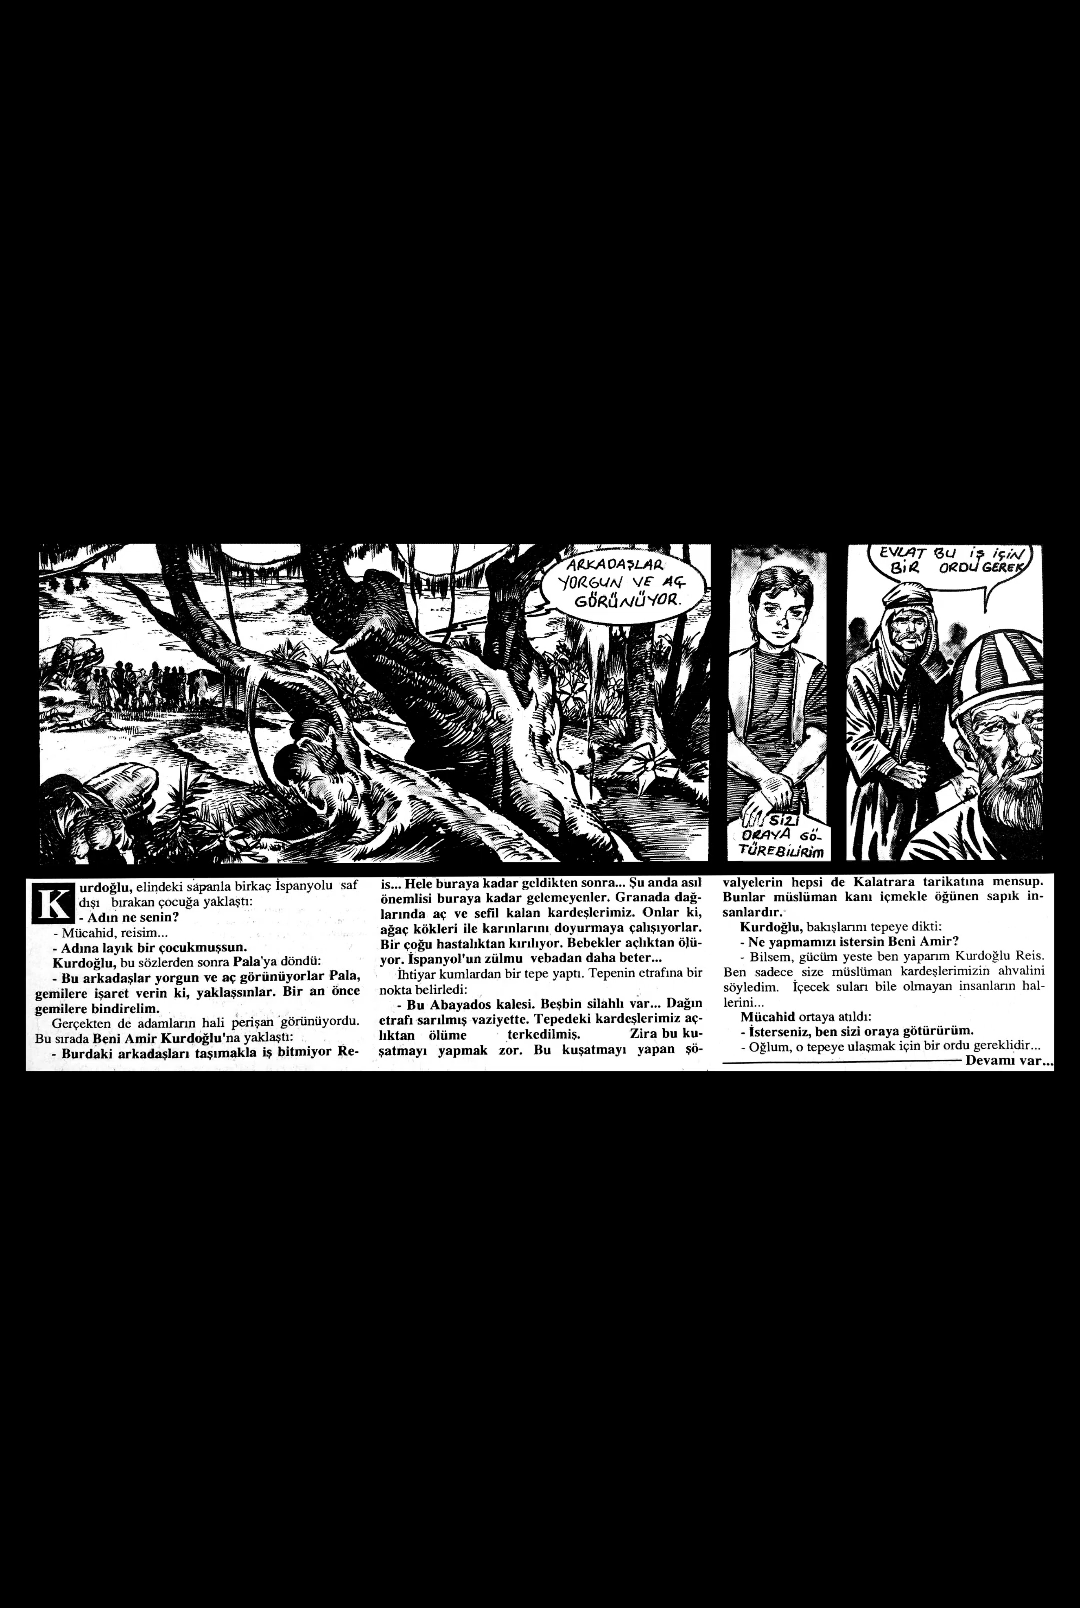 ARKADAŞLAR
YORGUN VE AÇ
GÖRÜNÜYOR.
SİZİ
ORAYA GÖ-
TÜREBİLİRİM
EVLAT BU İŞ İÇİN
BİR ORDU GEREK
Kurdoğlu, elindeki sapanla birkaç İspanyolu saf
dışı bırakan çocuğa yaklaştı:
- Adın ne senin?
- Mücahid, reisim...
- Adına layık bir çocukmuşsun.
Kurdoğlu, bu sözlerden sonra Pala'ya döndü:
- Bu arkadaşlar yorgun ve aç görünüyorlar Pala,
gemilere işaret verin ki, yaklaşsınlar. Bir an önce
gemilere bindirelim.
Gerçekten de adamların hali perişan görünüyordu.
Bu sırada Beni Amir Kurdoğlu'na yaklaştı:
- Burdaki arkadaşları taşımakla iş bitmiyor Re-
is... Hele buraya kadar geldikten sonra... Şu anda asıl
önemlisi buraya kadar gelemeyenler. Granada dağ-
larında aç ve sefil kalan kardeşlerimiz. Onlar ki,
ağaç kökleri ile karınlarını doyurmaya çalışıyorlar.
Bir çoğu hastalıktan kırılıyor. Bebekler açlıktan ölü-
yor. İspanyol'un zülmu vebadan daha beter...
İhtiyar kumlardan bir tepe yaptı. Tepenin etrafına bir
nokta belirledi:
- Bu Abayados kalesi. Beşbin silahlı var... Dağın
etrafı sarılmış vaziyette. Tepedeki kardeşlerimiz aç-
lıktan ölüme terkedilmiş. Zira bu ku-
şatmayı yapmak zor. Bu kuşatmayı yapan şö-
valyelerin hepsi de Kalatrara tarikatına mensup.
Bunlar müslüman kanı içmekle öğünen sapık in-
sanlardır.
Kurdoğlu, bakışlarını tepeye dikti:
- Ne yapmamızı istersin Beni Amir?
- Bilsem, gücüm yeste ben yaparım Kurdoğlu Reis.
Ben sadece size müslüman kardeşlerimizin ahvalini
söyledim. İçecek suları bile olmayan insanların hal-
lerini...
Mücahid ortaya atıldı:
- İsterseniz, ben sizi oraya götürürüm.
- Oğlum, o tepeye ulaşmak için bir ordu gereklidir...
Devamı var...